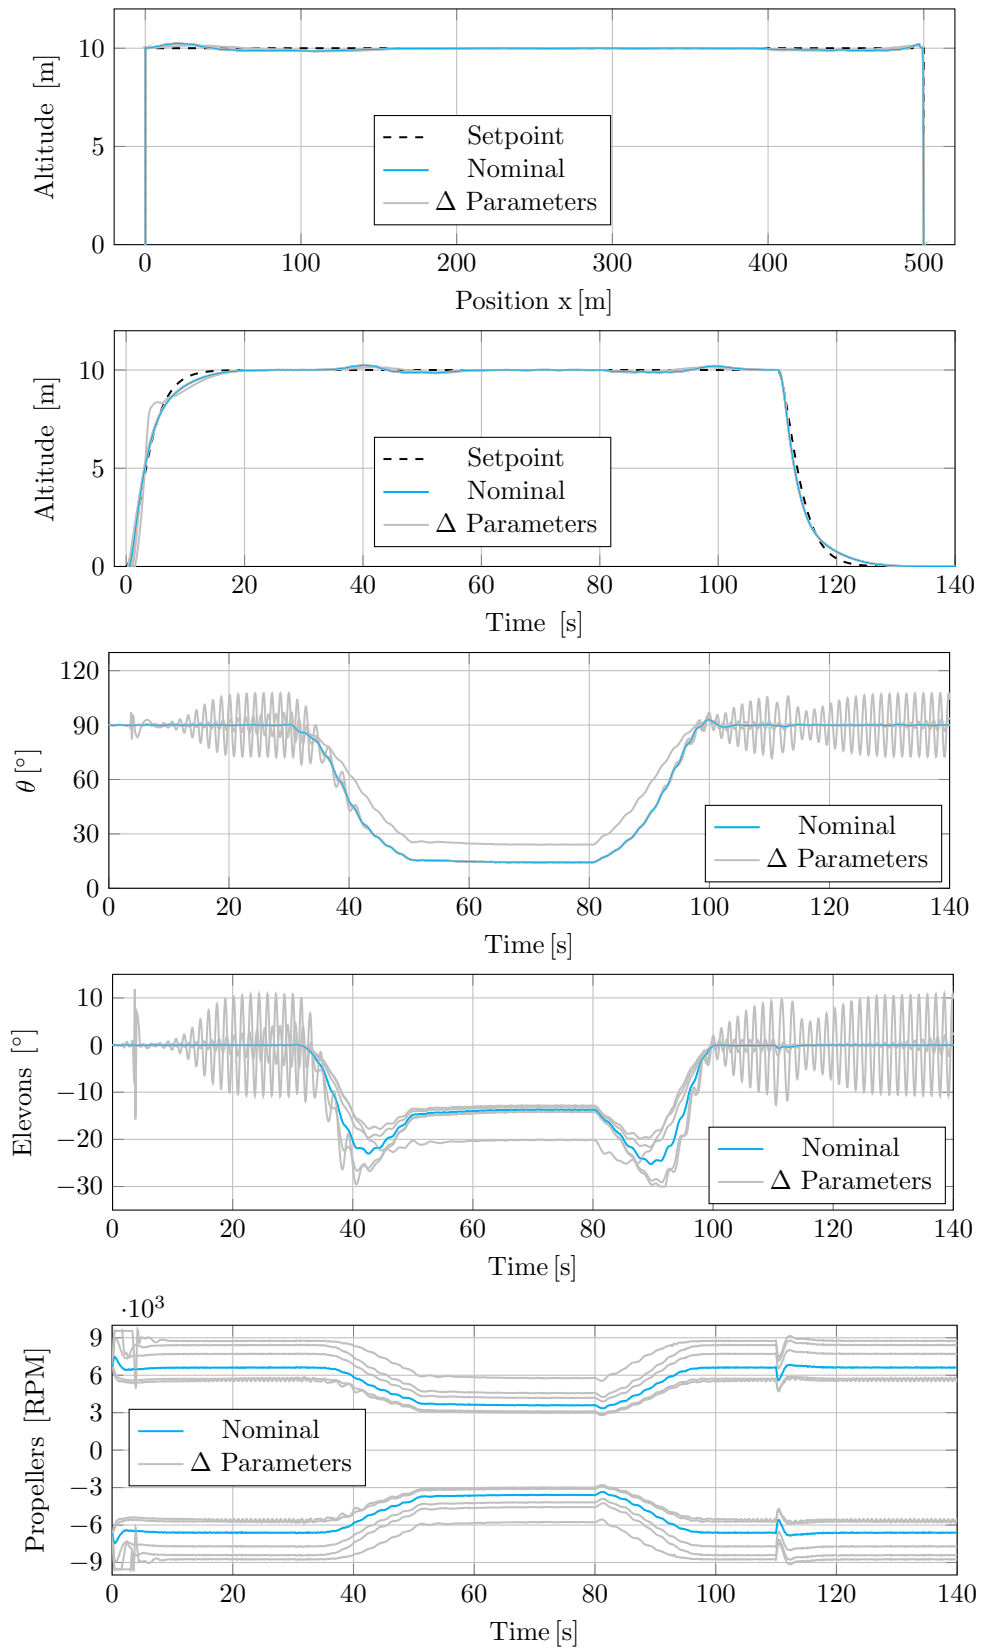 10
5
0
Altitude [m]
Setpoint
Nominal
Δ Parameters
0 100 200 300 400 500
Position x [m]
10
5
0
Altitude [m]
Setpoint
Nominal
Δ Parameters
0 20 40 60 80 100 120 140
Time [s]
120
90
60
30
0
θ [°]
Nominal
Δ Parameters
0 20 40 60 80 100 120 140
Time [s]
10
0
−10
−20
−30
Elevons [°]
Nominal
Δ Parameters
0 20 40 60 80 100 120 140
Time [s]
·10³
9
6
3
0
−3
−6
−9
Propellers [RPM]
Nominal
Δ Parameters
0 20 40 60 80 100 120 140
Time [s]